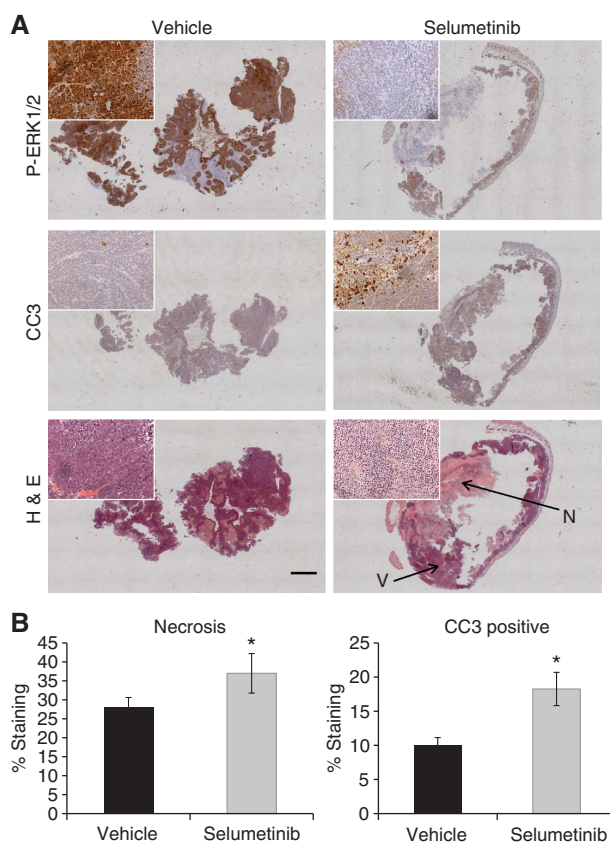 A
Vehicle
Selumetinib
P-ERK1/2
CC3
H & E
N
V
B
Necrosis
CC3 positive
% Staining
45
40
35
30
25
20
15
10
5
0
*
Vehicle
Selumetinib
% Staining
25
20
15
10
5
0
*
Vehicle
Selumetinib